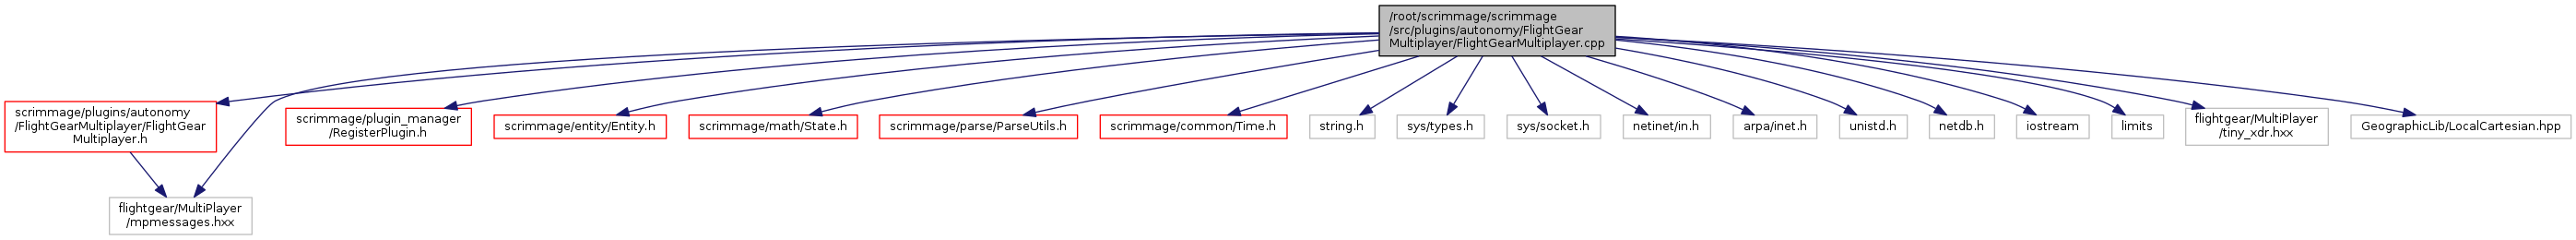 /root/scrimmage/scrimmage
/src/plugins/autonomy/FlightGear
Multiplayer/FlightGearMultiplayer.cpp
scrimmage/plugins/autonomy
/FlightGearMultiplayer/FlightGear
Multiplayer.h
scrimmage/plugin_manager
/RegisterPlugin.h
scrimmage/entity/Entity.h
scrimmage/math/State.h
scrimmage/parse/ParseUtils.h
scrimmage/common/Time.h
string.h
sys/types.h
sys/socket.h
netinet/in.h
arpa/inet.h
unistd.h
netdb.h
iostream
limits
flightgear/MultiPlayer
/tiny_xdr.hxx
GeographicLib/LocalCartesian.hpp
flightgear/MultiPlayer
/mpmessages.hxx